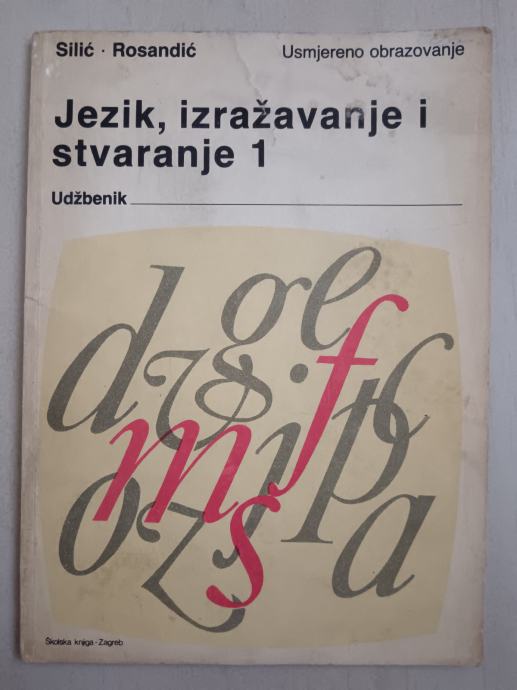 Silić · Rosandić
Usmjereno obrazovanje
Jezik, izražavanje i
stvaranje 1
Udžbenik
Školska knjiga - Zagreb